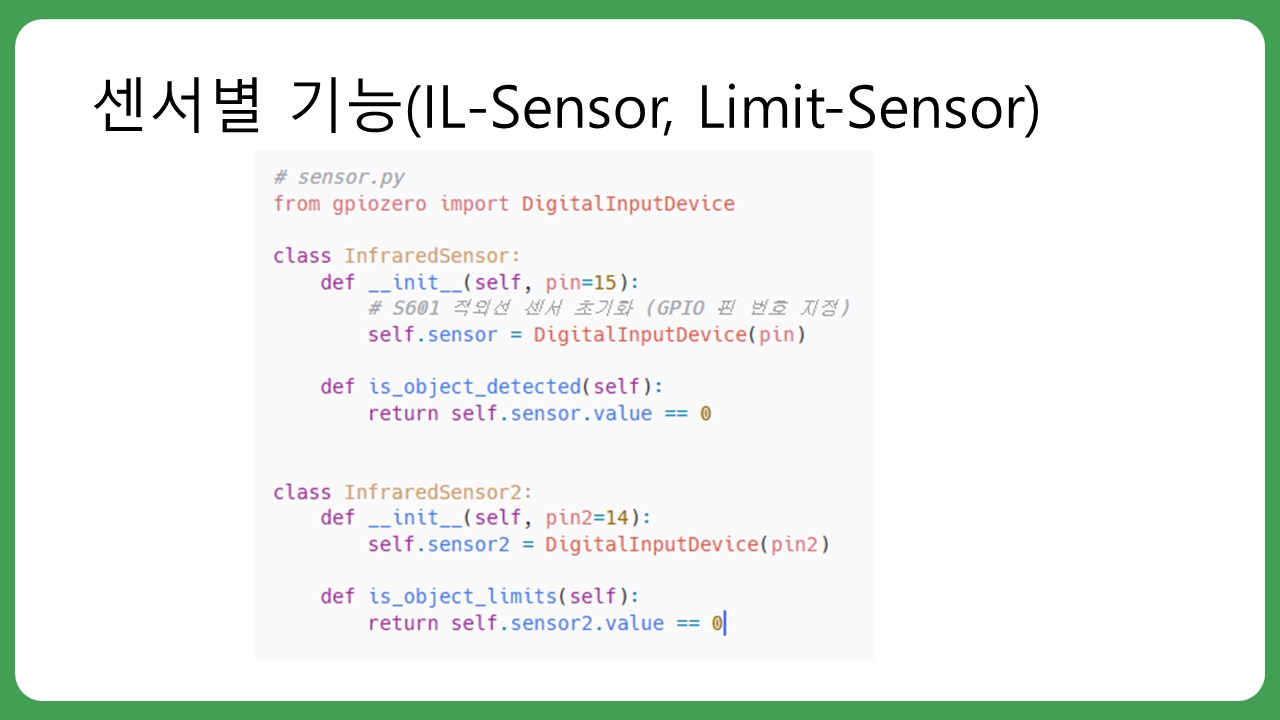 센서별 기능(IL-Sensor, Limit-Sensor)
# sensor.py
from gpiozero import DigitalInputDevice
class InfraredSensor:
def __init__(self, pin=15):
# S601 적외선 센서 초기화 (GPIO 핀 번호 지정)
self.sensor = DigitalInputDevice(pin)
def is_object_detected(self):
return self.sensor.value == 0
class InfraredSensor2:
def __init__(self, pin2=14):
self.sensor2 = DigitalInputDevice(pin2)
def is_object_limits(self):
return self.sensor2.value == 0